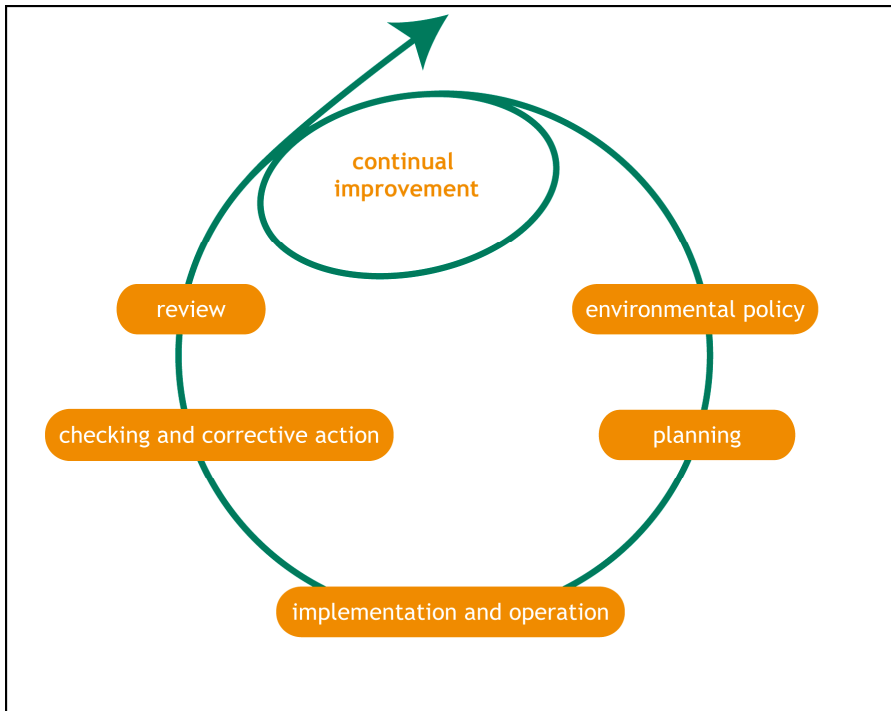 continual
improvement
review
environmental policy
checking and corrective action
planning
implementation and operation